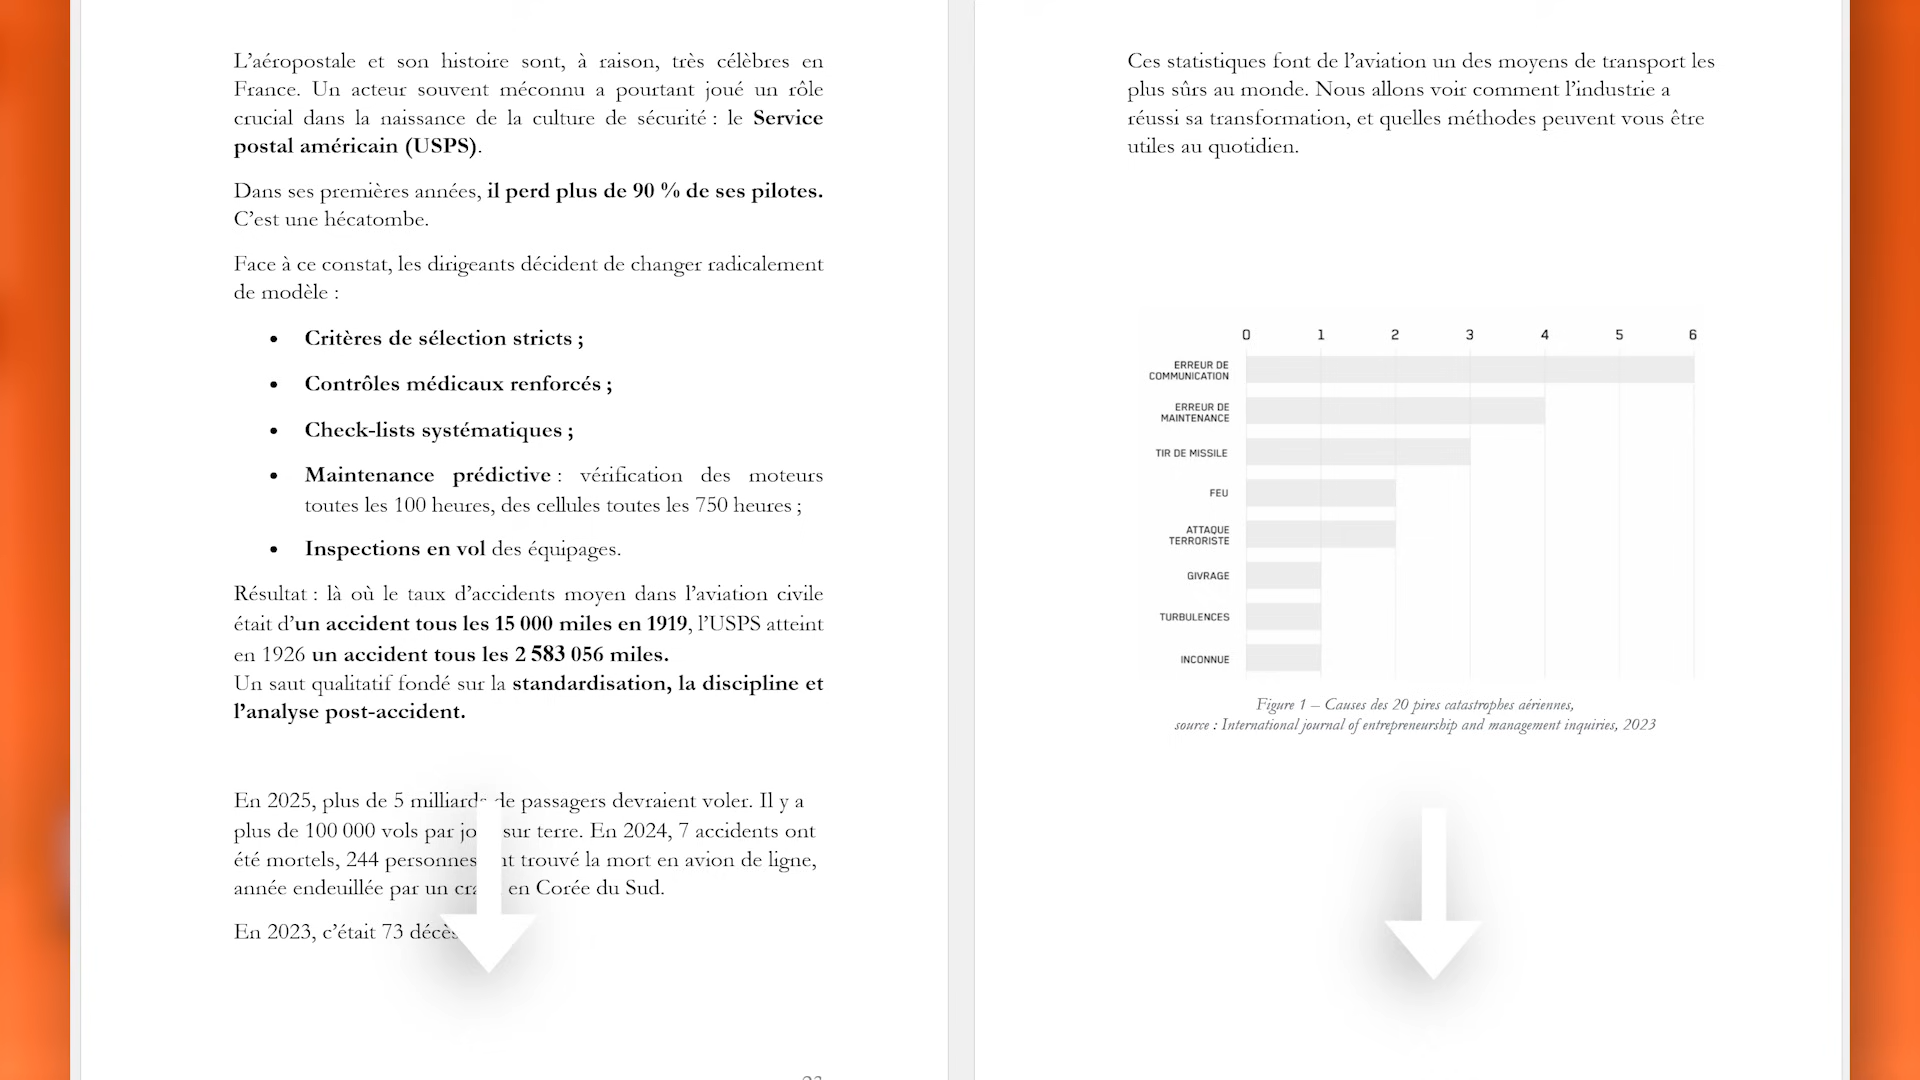 L’aéropostale et son histoire sont, à raison, très célèbres en
France. Un acteur souvent méconnu a pourtant joué un rôle
crucial dans la naissance de la culture de sécurité : le Service
postal américain (USPS).
Dans ses premières années, il perd plus de 90 % de ses pilotes.
C’est une hécatombe.
Face à ce constat, les dirigeants décident de changer radicalement
de modèle :
• Critères de sélection stricts ;
• Contrôles médicaux renforcés ;
• Check-lists systématiques ;
• Maintenance prédictive : vérification des moteurs
toutes les 100 heures, des cellules toutes les 750 heures ;
• Inspections en vol des équipages.
Résultat : là où le taux d’accidents moyen dans l’aviation civile
était d’un accident tous les 15 000 miles en 1919, l’USPS atteint
en 1926 un accident tous les 2 583 056 miles.
Un saut qualitatif fondé sur la standardisation, la discipline et
l’analyse post-accident.
En 2025, plus de 5 milliards de passagers devraient voler. Il y a
plus de 100 000 vols par jo sur terre. En 2024, 7 accidents ont
été mortels, 244 personnes nt trouvé la mort en avion de ligne,
année endeuillée par un cra en Corée du Sud.
En 2023, c’était 73 décès
Ces statistiques font de l’aviation un des moyens de transport les
plus sûrs au monde. Nous allons voir comment l’industrie a
réussi sa transformation, et quelles méthodes peuvent vous être
utiles au quotidien.
0 1 2 3 4 5 6
ERREUR DE
COMMUNICATION
ERREUR DE
MAINTENANCE
TIR DE MISSILE
FEU
ATTAQUE
TERRORISTE
GIVRAGE
TURBULENCES
INCONNUE
Figure 1 – Causes des 20 pires catastrophes aériennes,
source : International journal of entrepreneurship and management inquiries, 2023